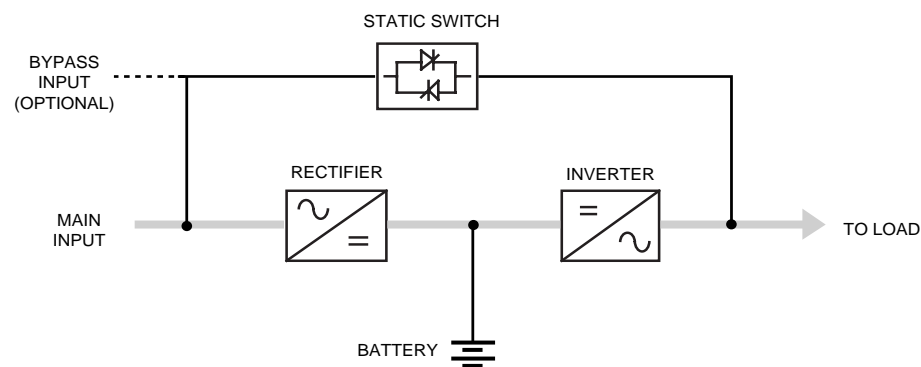 STATIC SWITCH
BYPASS
INPUT
(OPTIONAL)
RECTIFIER
INVERTER
MAIN
INPUT
TO LOAD
BATTERY